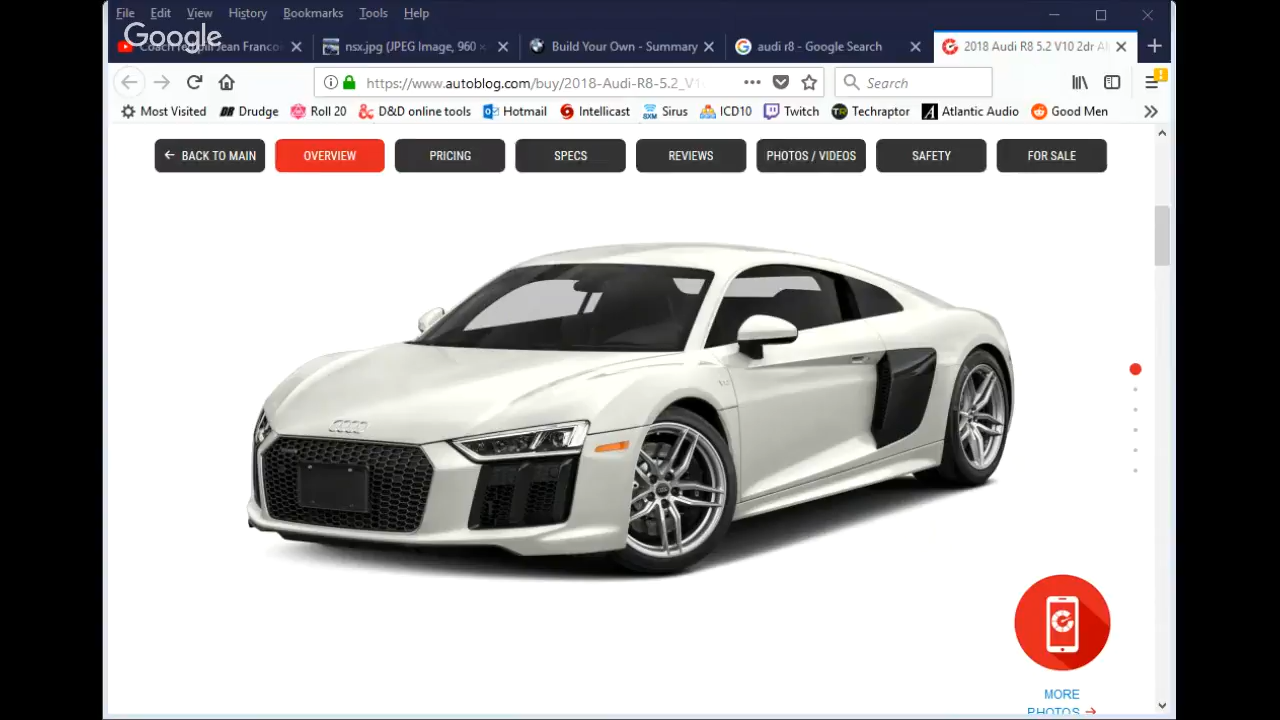 File Edit View History Bookmarks Tools Help
Google
nsx.jpg (JPEG Image, 960 ×
Build Your Own - Summary
audi r8 - Google Search
2018 Audi R8 5.2 V10 2dr Al
https://www.autoblog.com/buy/2018-Audi-R8-5.2_V1
Search
Most Visited Drudge Roll 20 D&D online tools Hotmail Intellicast Sirus ICD10 Twitch Techraptor Atlantic Audio Good Men
BACK TO MAIN OVERVIEW PRICING SPECS REVIEWS PHOTOS / VIDEOS SAFETY FOR SALE
MORE
PHOTOS